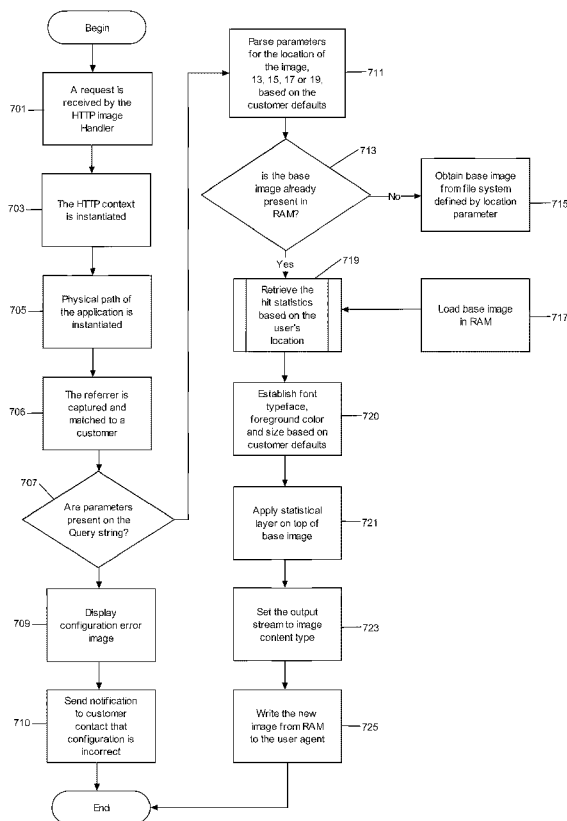 Begin
701
A request is
received by the
HTTP image
Handler
703
The HTTP context
is instantiated
705
Physical path of
the application is
instantiated
706
The referrer is
captured and
matched to a
customer
707
Are parameters
present on the
Query string?
709
Display
configuration error
image
710
Send notification
to customer
contact that
configuration is
incorrect
End
Parse parameters
for the location of
the image,
13, 15, 17 or 19,
based on the
customer defaults
711
713
is the base
image already
present in
RAM?
No
Obtain base image
from file system
defined by location
parameter
715
Yes
719
Retrieve the
hit statistics
based on the
user's
location
Load base image
in RAM
717
Establish font
typeface,
foreground color
and size based on
customer defaults
720
Apply statistical
layer on top of
base image
721
Set the output
stream to image
content type
723
Write the new
image from RAM
to the user agent
725